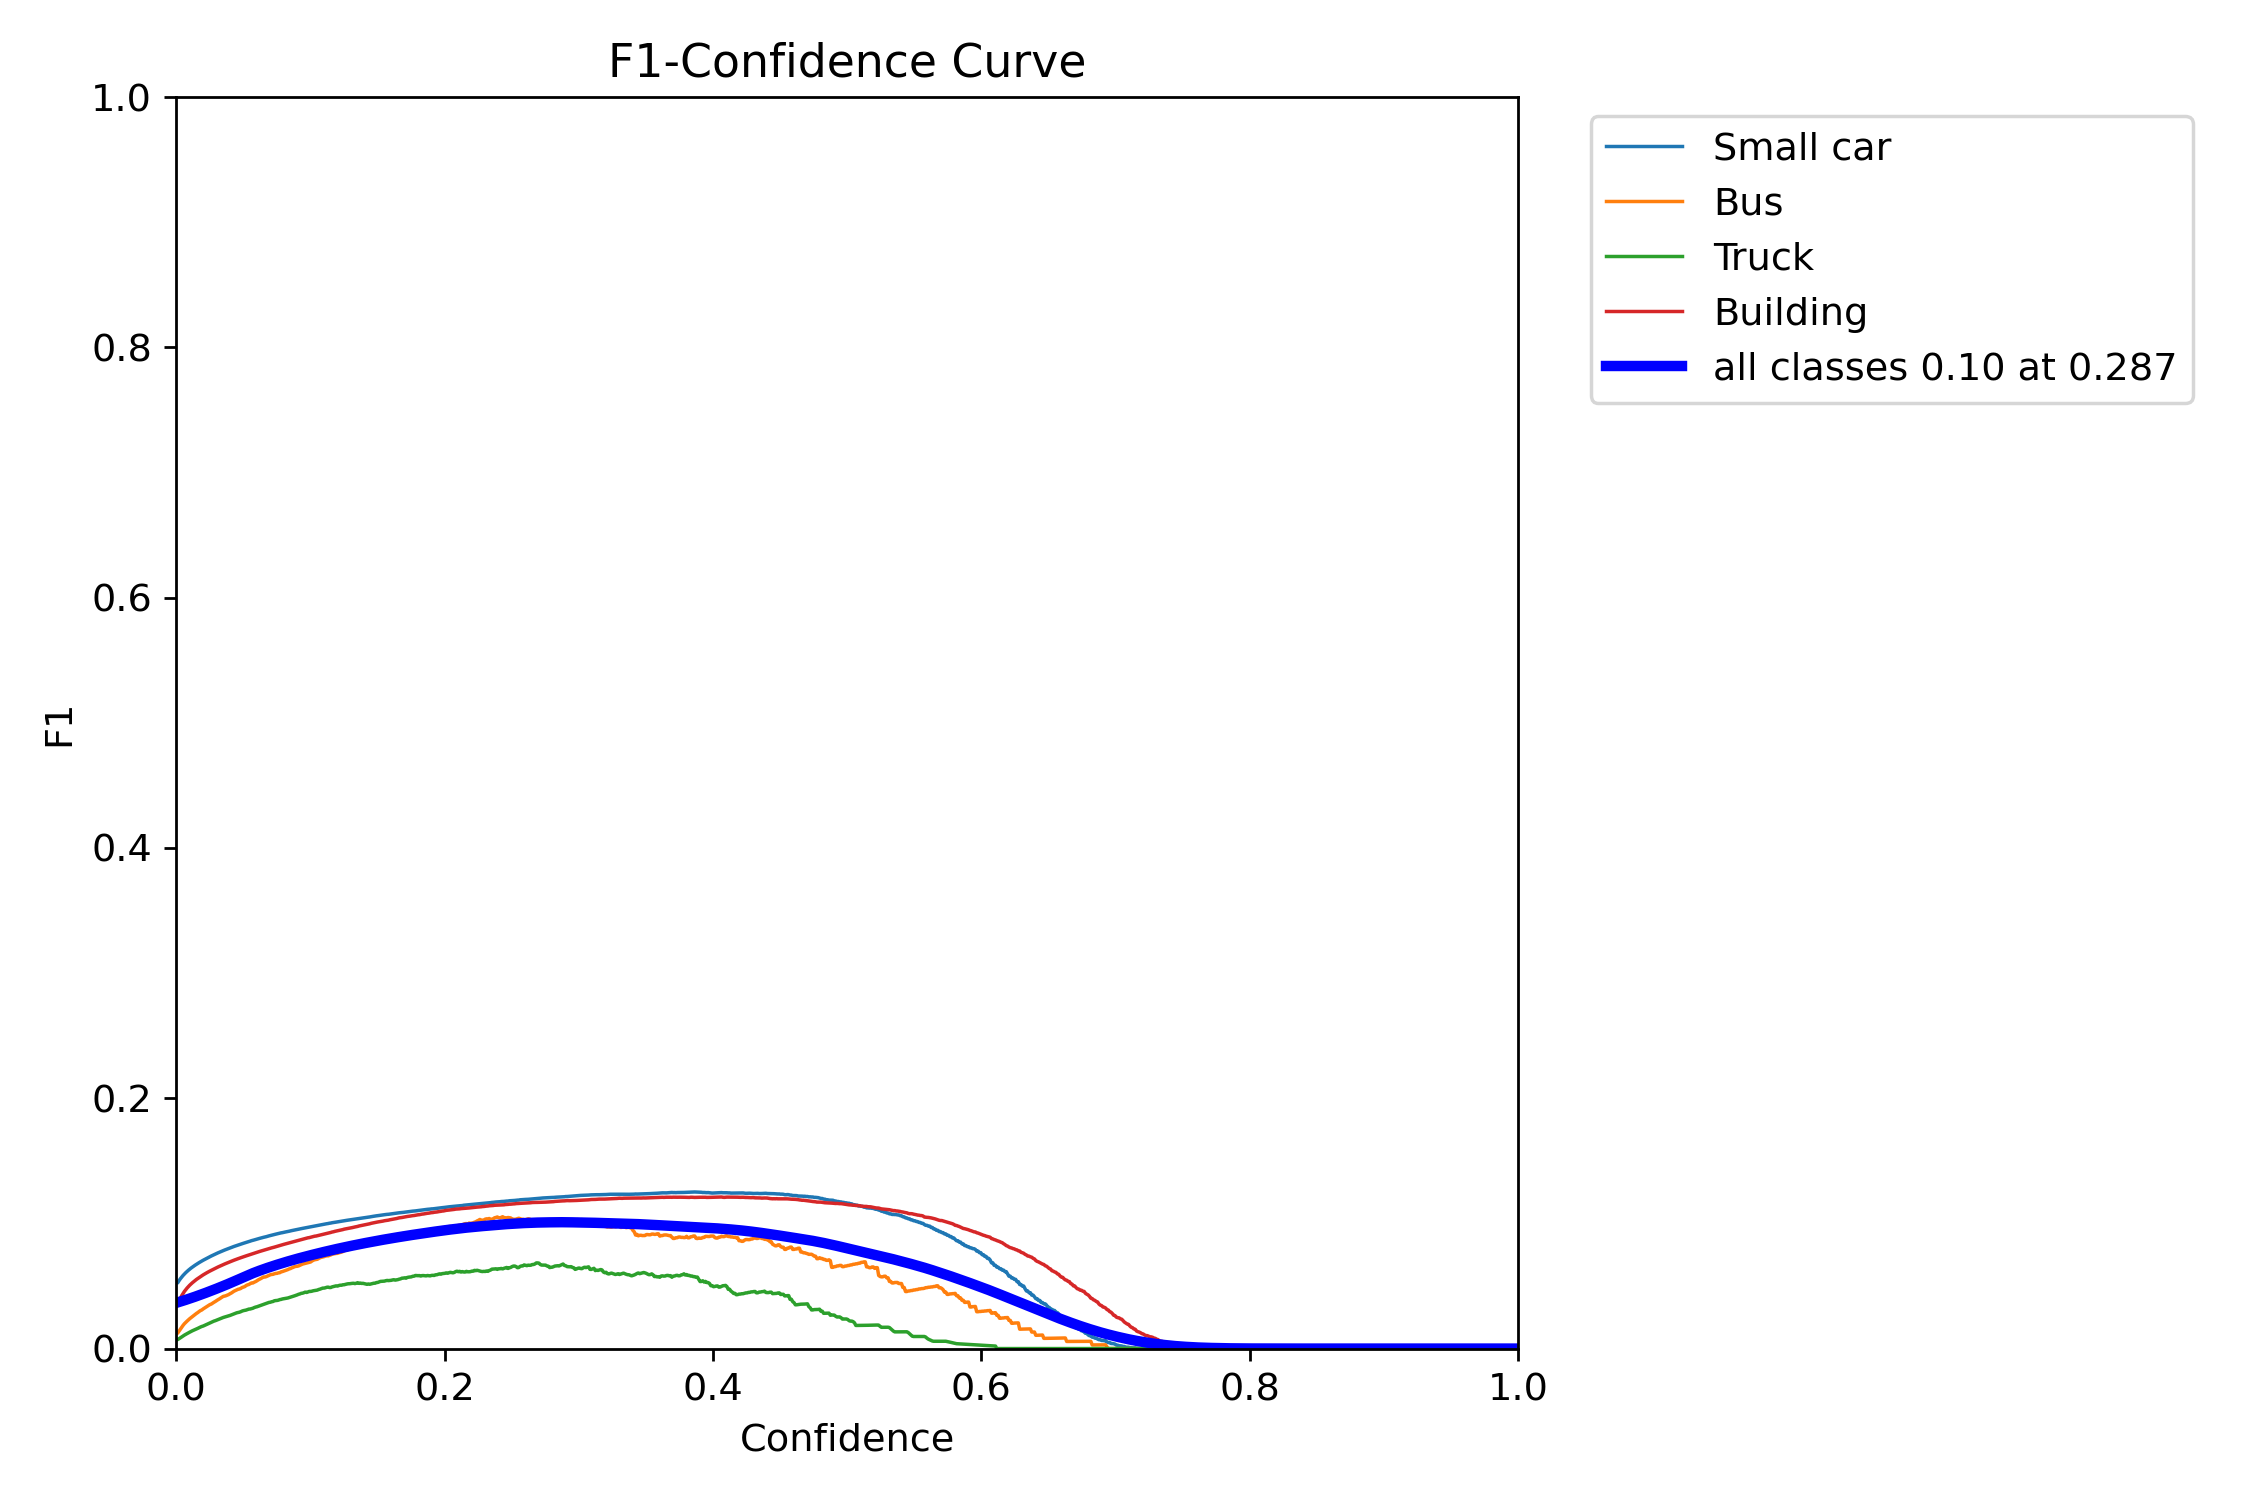 F1-Confidence Curve
1.0
0.8
0.6
0.4
0.2
0.0
F1
0.0 0.2 0.4 0.6 0.8 1.0
Confidence
Small car
Bus
Truck
Building
all classes 0.10 at 0.287